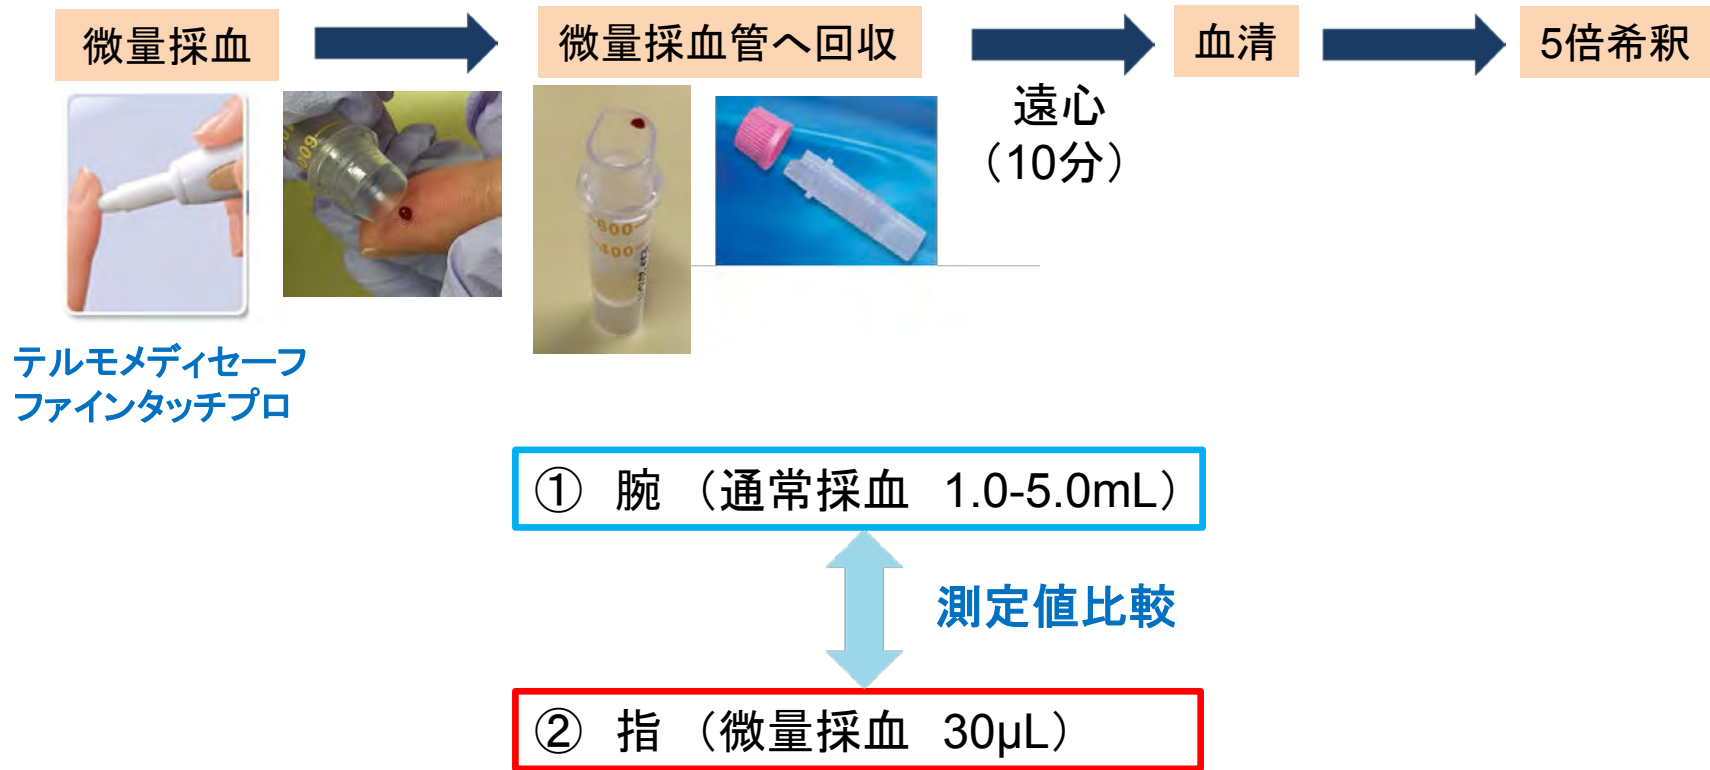 微量採血
微量採血管へ回収
血清
5倍希釈
遠心
（10分）
600
600
400
テルモメディセーフ
ファインタッチプロ
① 腕 （通常採血 1.0-5.0mL）
測定値比較
② 指 （微量採血 30μL）